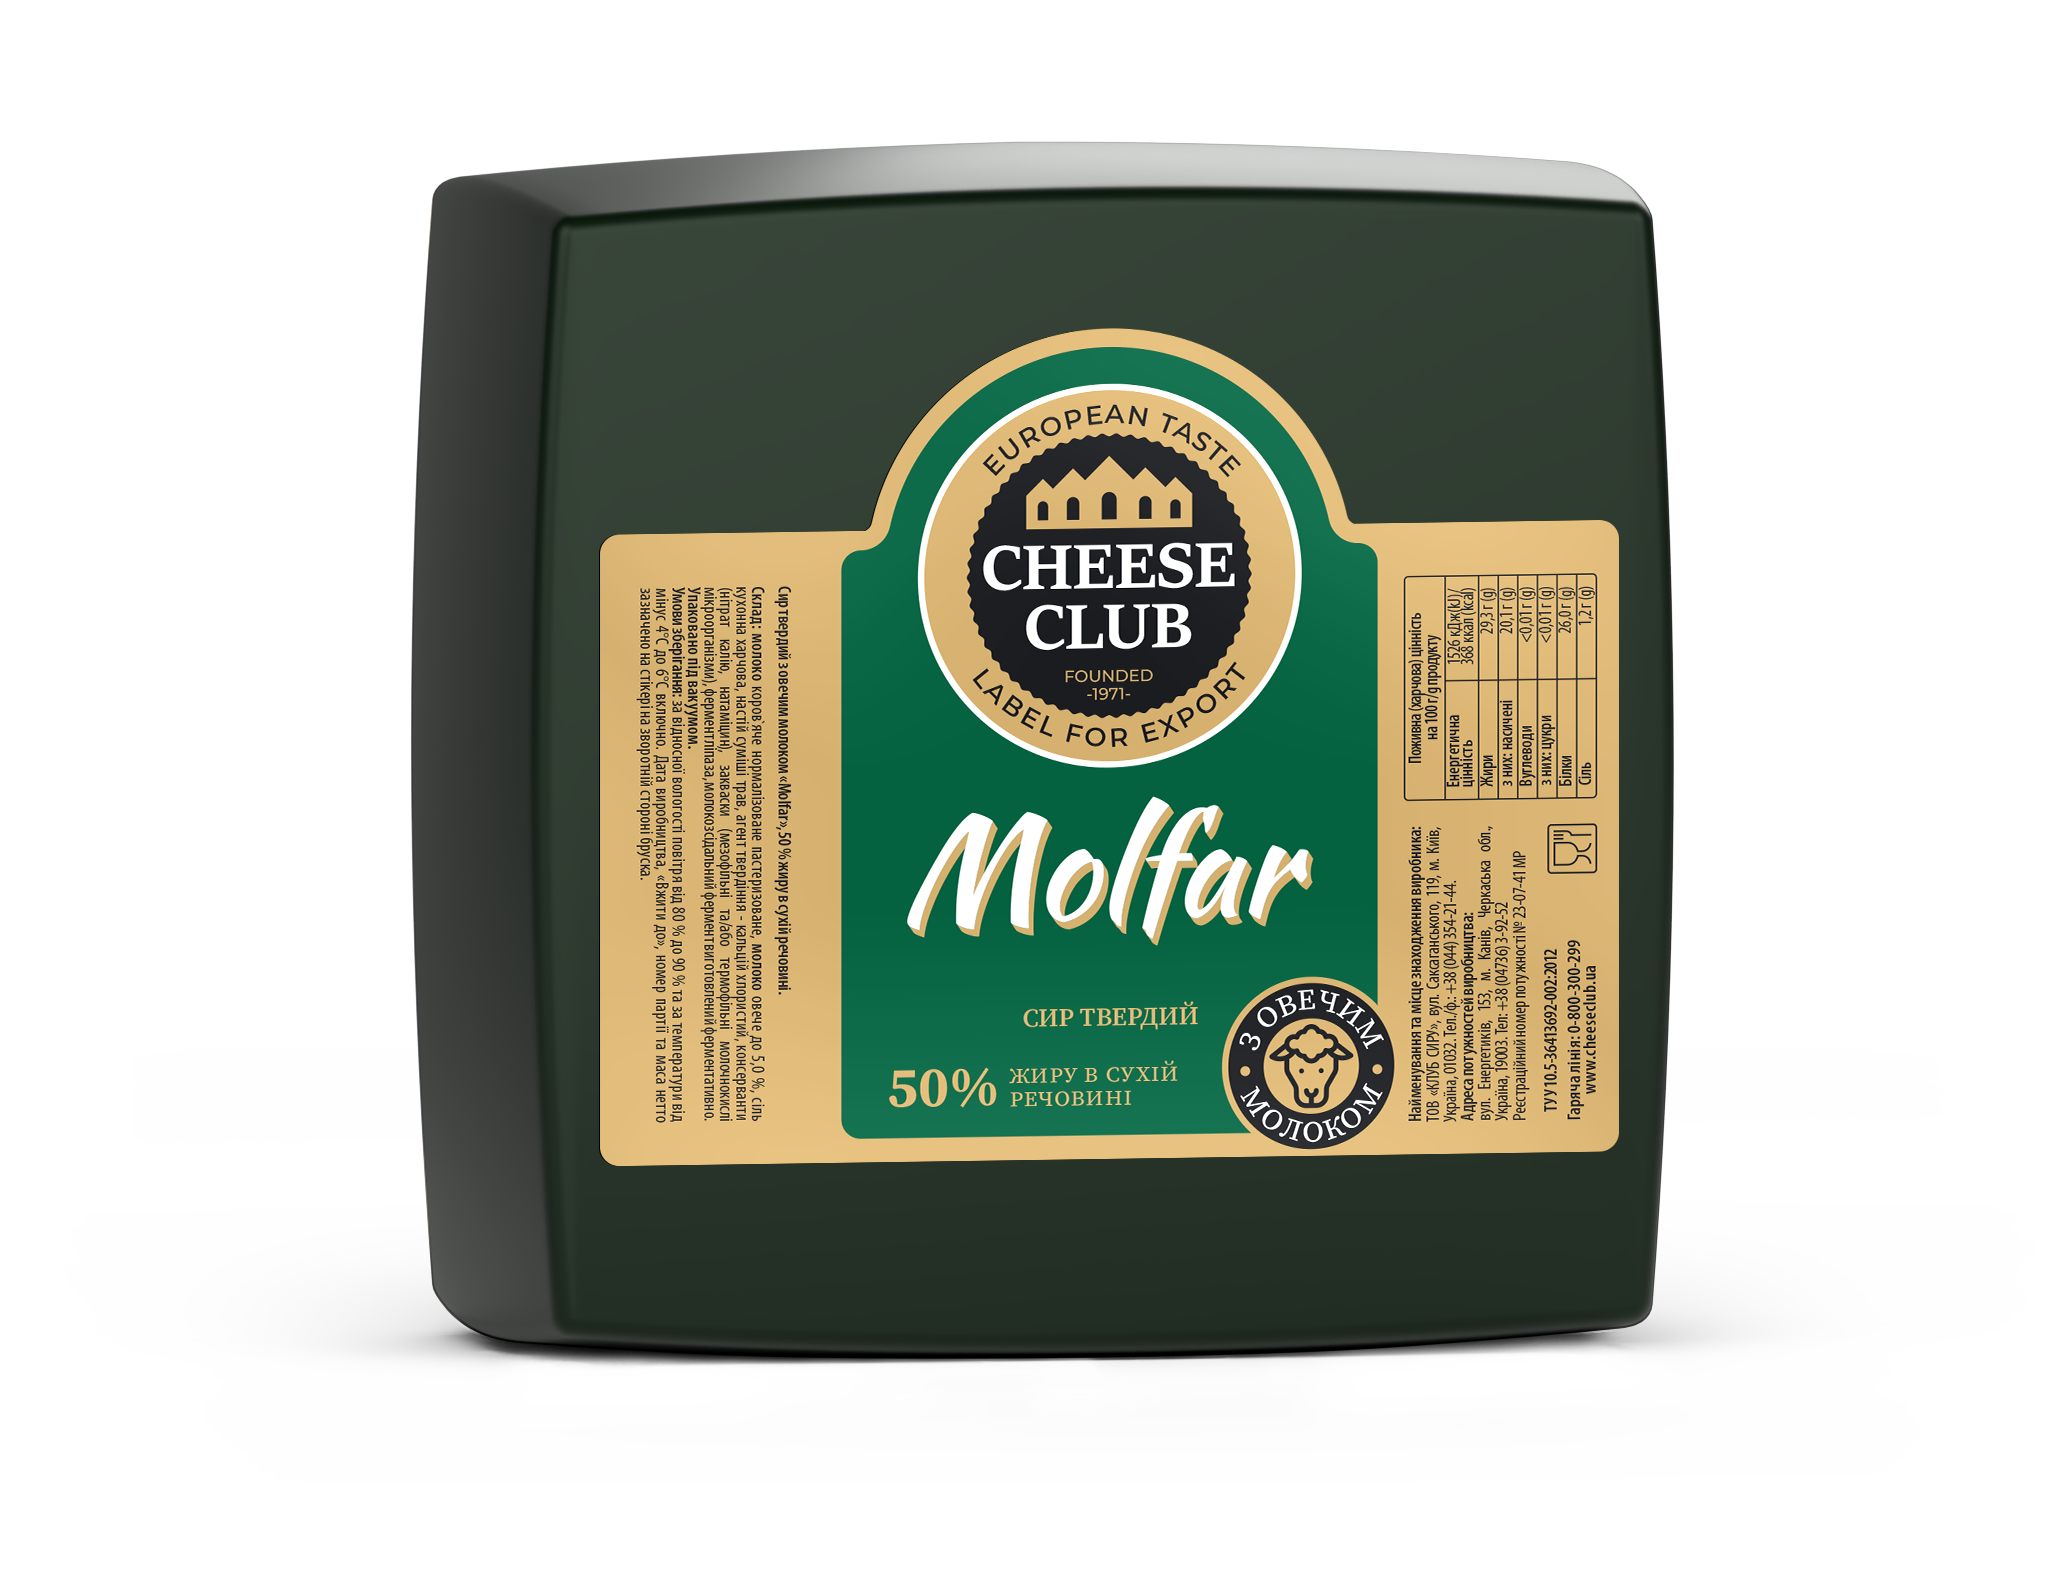 EUROPEAN TASTE
CHEESE
CLUB
FOUNDED
-1971-
LABEL FOR EXPORT
Molfar
СИР ТВЕРДИЙ
50% ЖИРУ В СУХІЙ
РЕЧОВИНІ
З ОВЕЧИМ
МОЛОКОМ
Сир твердий з овечим молоком «Molfar», 50 % жиру в сухій речовині.
Склад: молоко коров'яче нормалізоване пастеризоване, молоко овече до 5,0 %, сіль
кухонна харчова, настій суміші трав, агент твердіння - кальцій хлористий, консерванти
(нітрат калію, натаміцин), закваски (мезофільні та/або термофільні молочнокислі
мікроорганізми), фермент ліпаза, молокозсідальний фермент виготовлений ферментативно.
Упаковано під вакуумом.
Умови зберігання: за відносної вологості повітря від 80 % до 90 % та за температури від
мінус 4°С до 6°С включно. Дата виробництва, «Вжити до», номер партії та маса нетто
зазначено на стікері на зворотній стороні бруска.
Поживна (харчова) цінність
на 100 г/g продукту
Енергетична цінність 1526 кДж(kJ)/ 368 ккал (kcal)
Жири 29,3 г (g)
з них: насичені 20,1 г (g)
Вуглеводи <0,01 г (g)
з них: цукри <0,01 г (g)
Білки 26,0 г (g)
Сіль 1,2 г (g)
Найменування та місце знаходження виробника:
ТОВ «КЛУБ СИРУ», вул. Саксаганського, 119, м. Київ,
Україна, 01032. Тел./ф.: +38 (044) 354-21-44.
Адреса потужностей виробництва:
вул. Енергетиків, 153, м. Канів, Черкаська обл.,
Україна, 19003. Тел: +38 (04736) 3-92-52
Реєстраційний номер потужності № 23-07-41 МР
ТУ У 10.5-36413692-002:2012
Гаряча лінія: 0-800-300-299
www.cheeseclub.ua